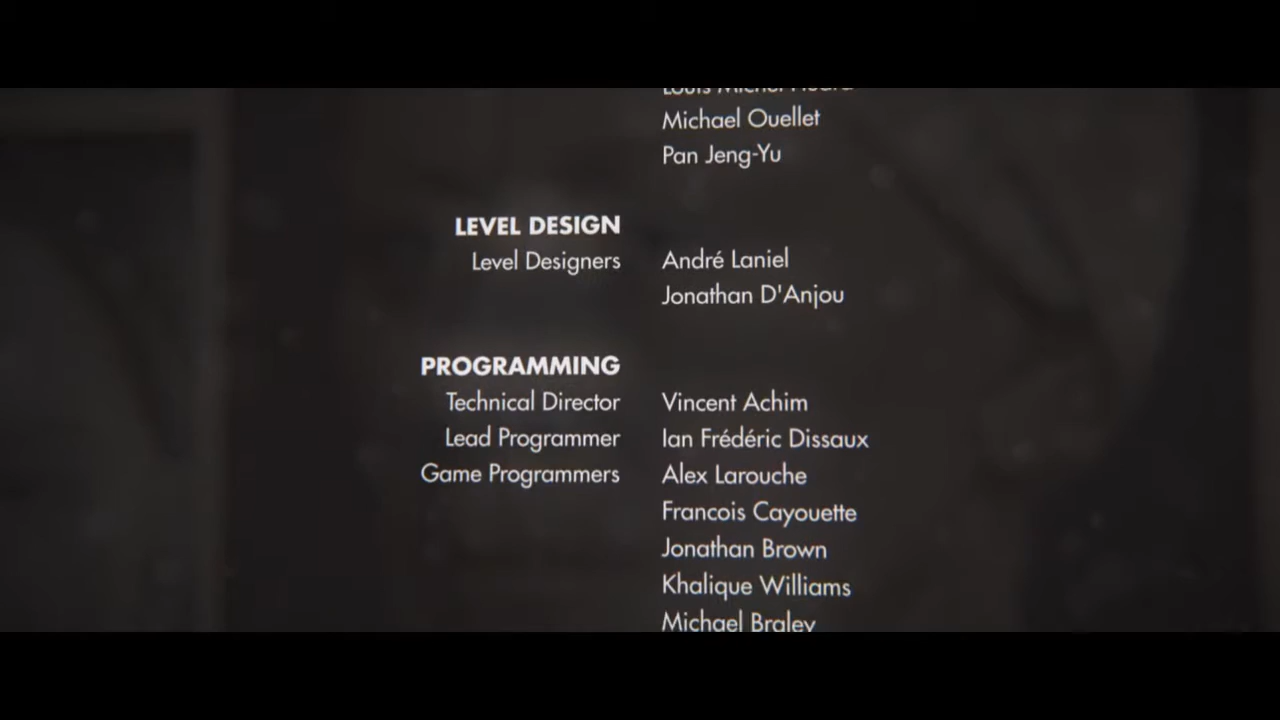 Michael Ouellet
Pan Jeng-Yu
LEVEL DESIGN
Level Designers André Laniel
Jonathan D'Anjou
PROGRAMMING
Technical Director Vincent Achim
Lead Programmer Ian Frédéric Dissaux
Game Programmers Alex Larouche
Francois Cayouette
Jonathan Brown
Khalique Williams
Michael Braley